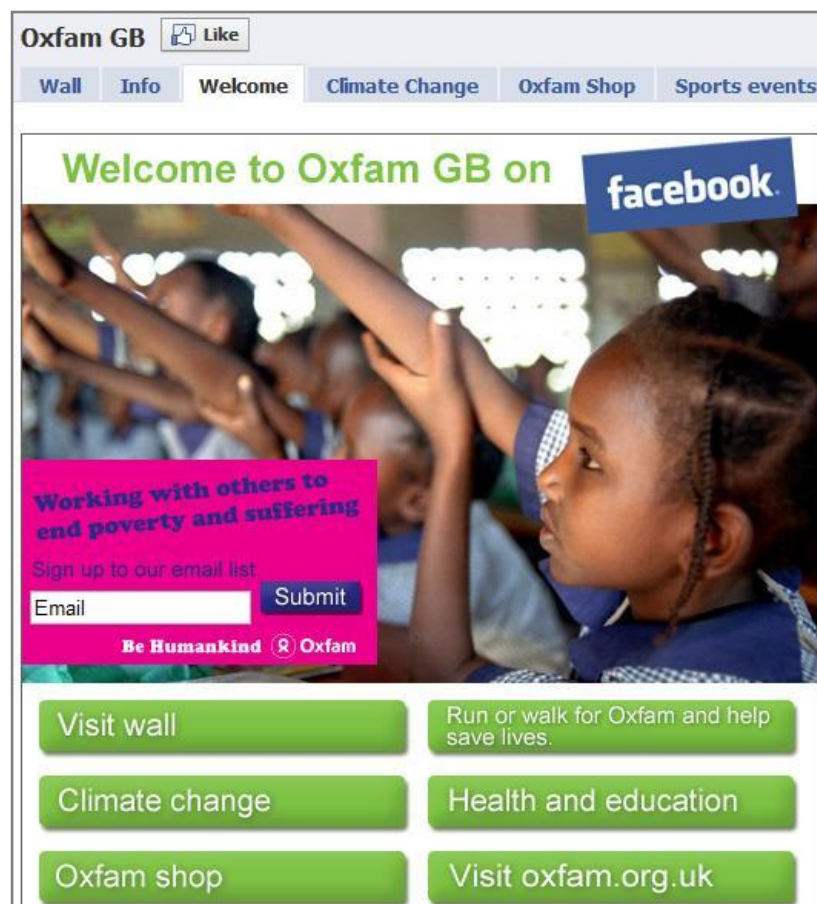 Oxfam GB Like
Wall Info Welcome Climate Change Oxfam Shop Sports events
Welcome to Oxfam GB on facebook.
Working with others to
end poverty and suffering
Sign up to our email list
Email Submit
Be Humankind Oxfam
Visit wall
Run or walk for Oxfam and help
save lives.
Climate change
Health and education
Oxfam shop
Visit oxfam.org.uk